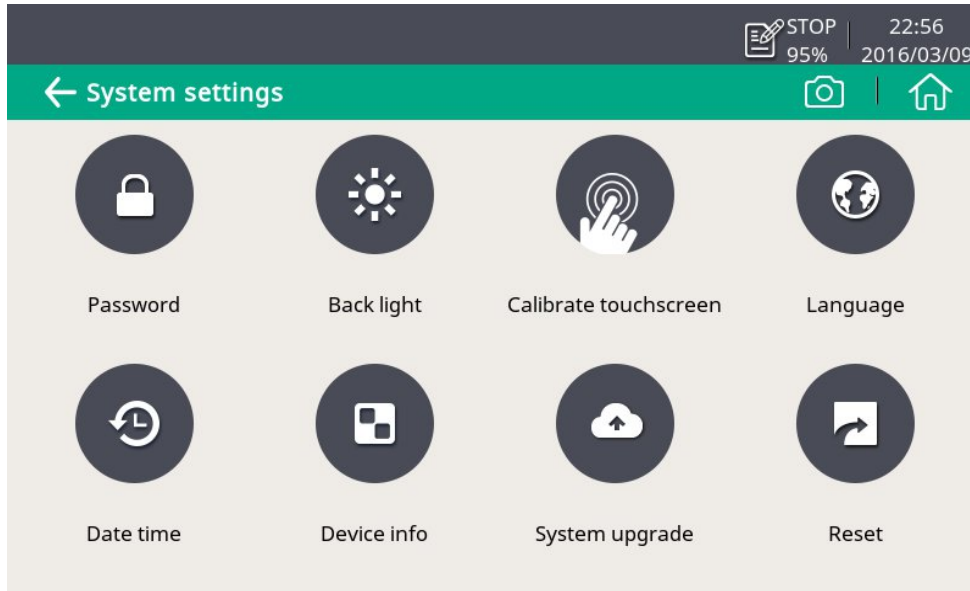 STOP 22:56
95% 2016/03/09
System settings
Password Back light Calibrate touchscreen Language
Date time Device info System upgrade Reset